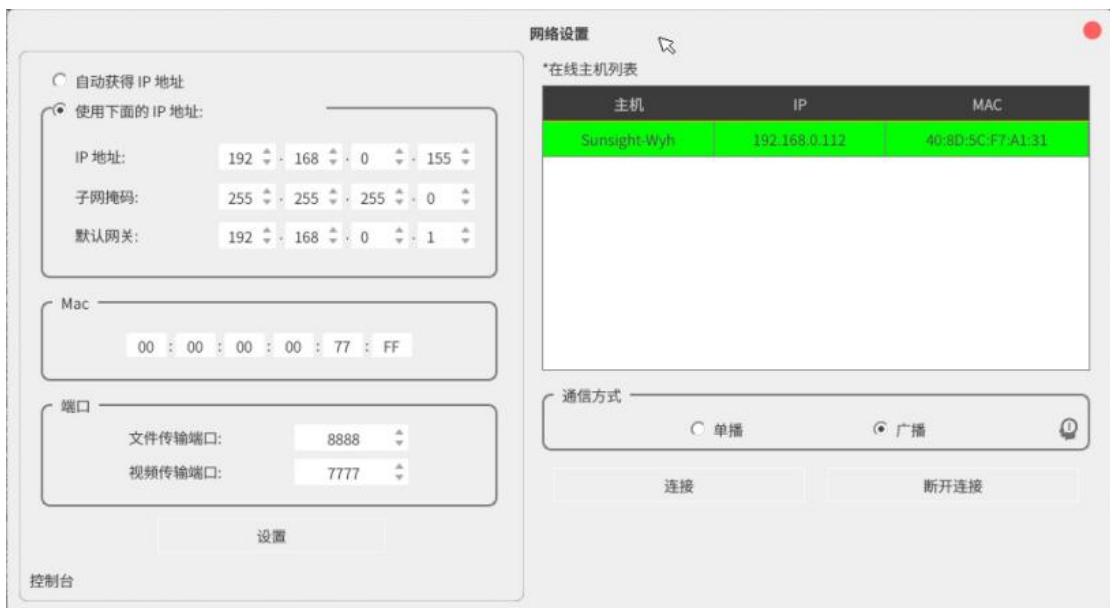 网络设置
自动获得 IP 地址
使用下面的 IP 地址:
IP 地址: 192 . 168 . 0 . 155
子网掩码: 255 . 255 . 255 . 0
默认网关: 192 . 168 . 0 . 1
Mac
00 : 00 : 00 : 00 : 77 : FF
端口
文件传输端口: 8888
视频传输端口: 7777
设置
控制台
*在线主机列表
主机 IP MAC
Sunsight-Wyh 192.168.0.112 40:8D:5C:F7:A1:31
通信方式
单播 广播
连接 断开连接